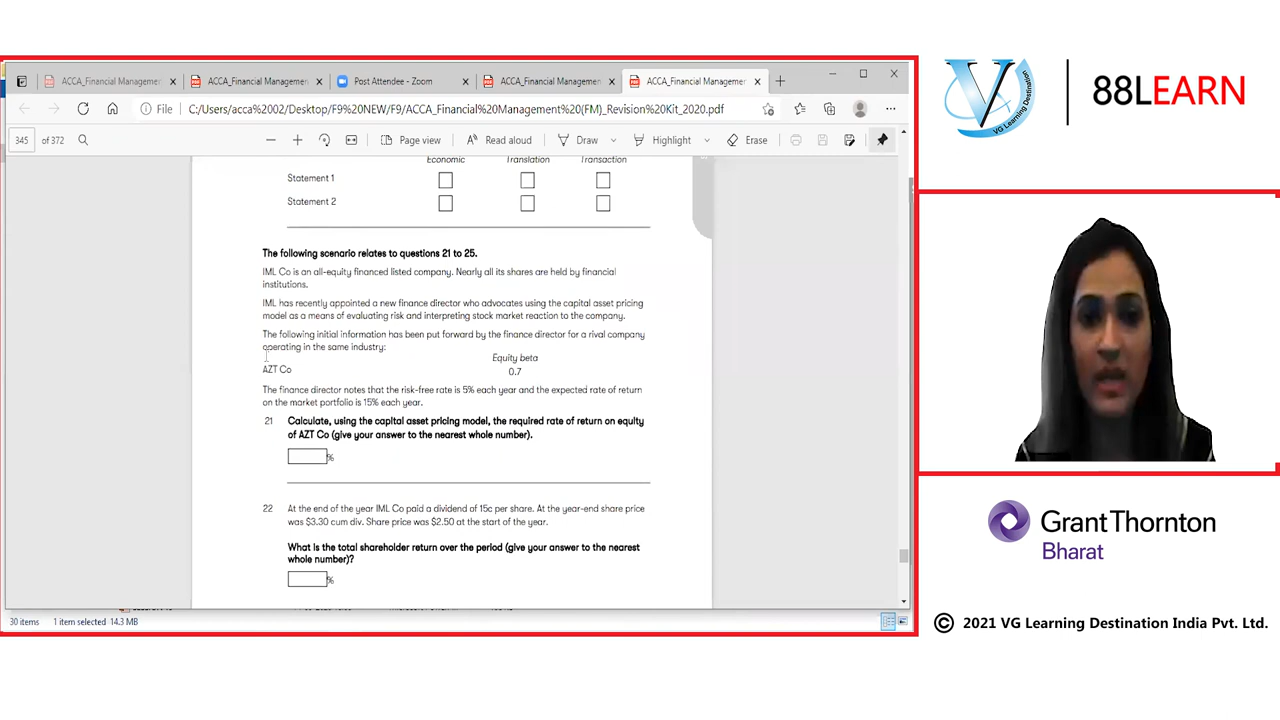 ACCA_Financial Managemen
ACCA_Financial Managemen
Post Attendee - Zoom
ACCA_Financial Managemen
ACCA_Financial Managemen
File
C:/Users/acca%2002/Desktop/F9%20NEW/F9/ACCA_Financial%20Management%20(FM)_Revision%20Kit_2020.pdf
345 of 372
Page view
Read aloud
Draw
Highlight
Erase
Economic Translation Transaction
Statement 1
Statement 2
The following scenario relates to questions 21 to 25.
IML Co is an all-equity financed listed company. Nearly all its shares are held by financial
institutions.
IML has recently appointed a new finance director who advocates using the capital asset pricing
model as a means of evaluating risk and interpreting stock market reaction to the company.
The following initial information has been put forward by the finance director for a rival company
operating in the same industry:
Equity beta
AZT Co 0.7
The finance director notes that the risk-free rate is 5% each year and the expected rate of return
on the market portfolio is 15% each year.
21 Calculate, using the capital asset pricing model, the required rate of return on equity
of AZT Co (give your answer to the nearest whole number).
%
22 At the end of the year IML Co paid a dividend of 15c per share. At the year-end share price
was $3.30 cum div. Share price was $2.50 at the start of the year.
What is the total shareholder return over the period (give your answer to the nearest
whole number)?
%
30 items 1 item selected 14.3 MB
VG Learning Destination
88LEARN
Grant Thornton
Bharat
© 2021 VG Learning Destination India Pvt. Ltd.